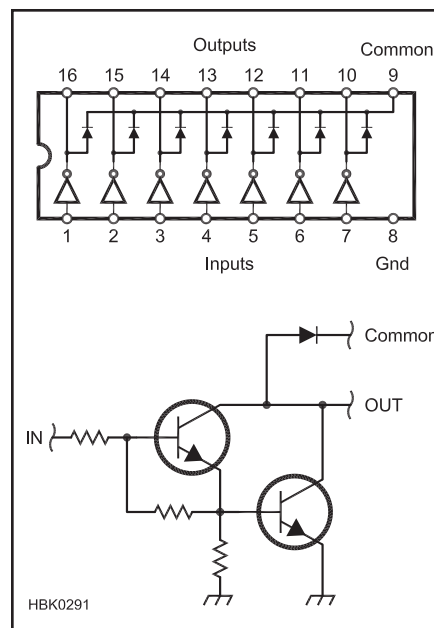 Outputs
Common
16 15 14 13 12 11 10 9
1 2 3 4 5 6 7 8
Inputs
Gnd
Common
OUT
IN
HBK0291